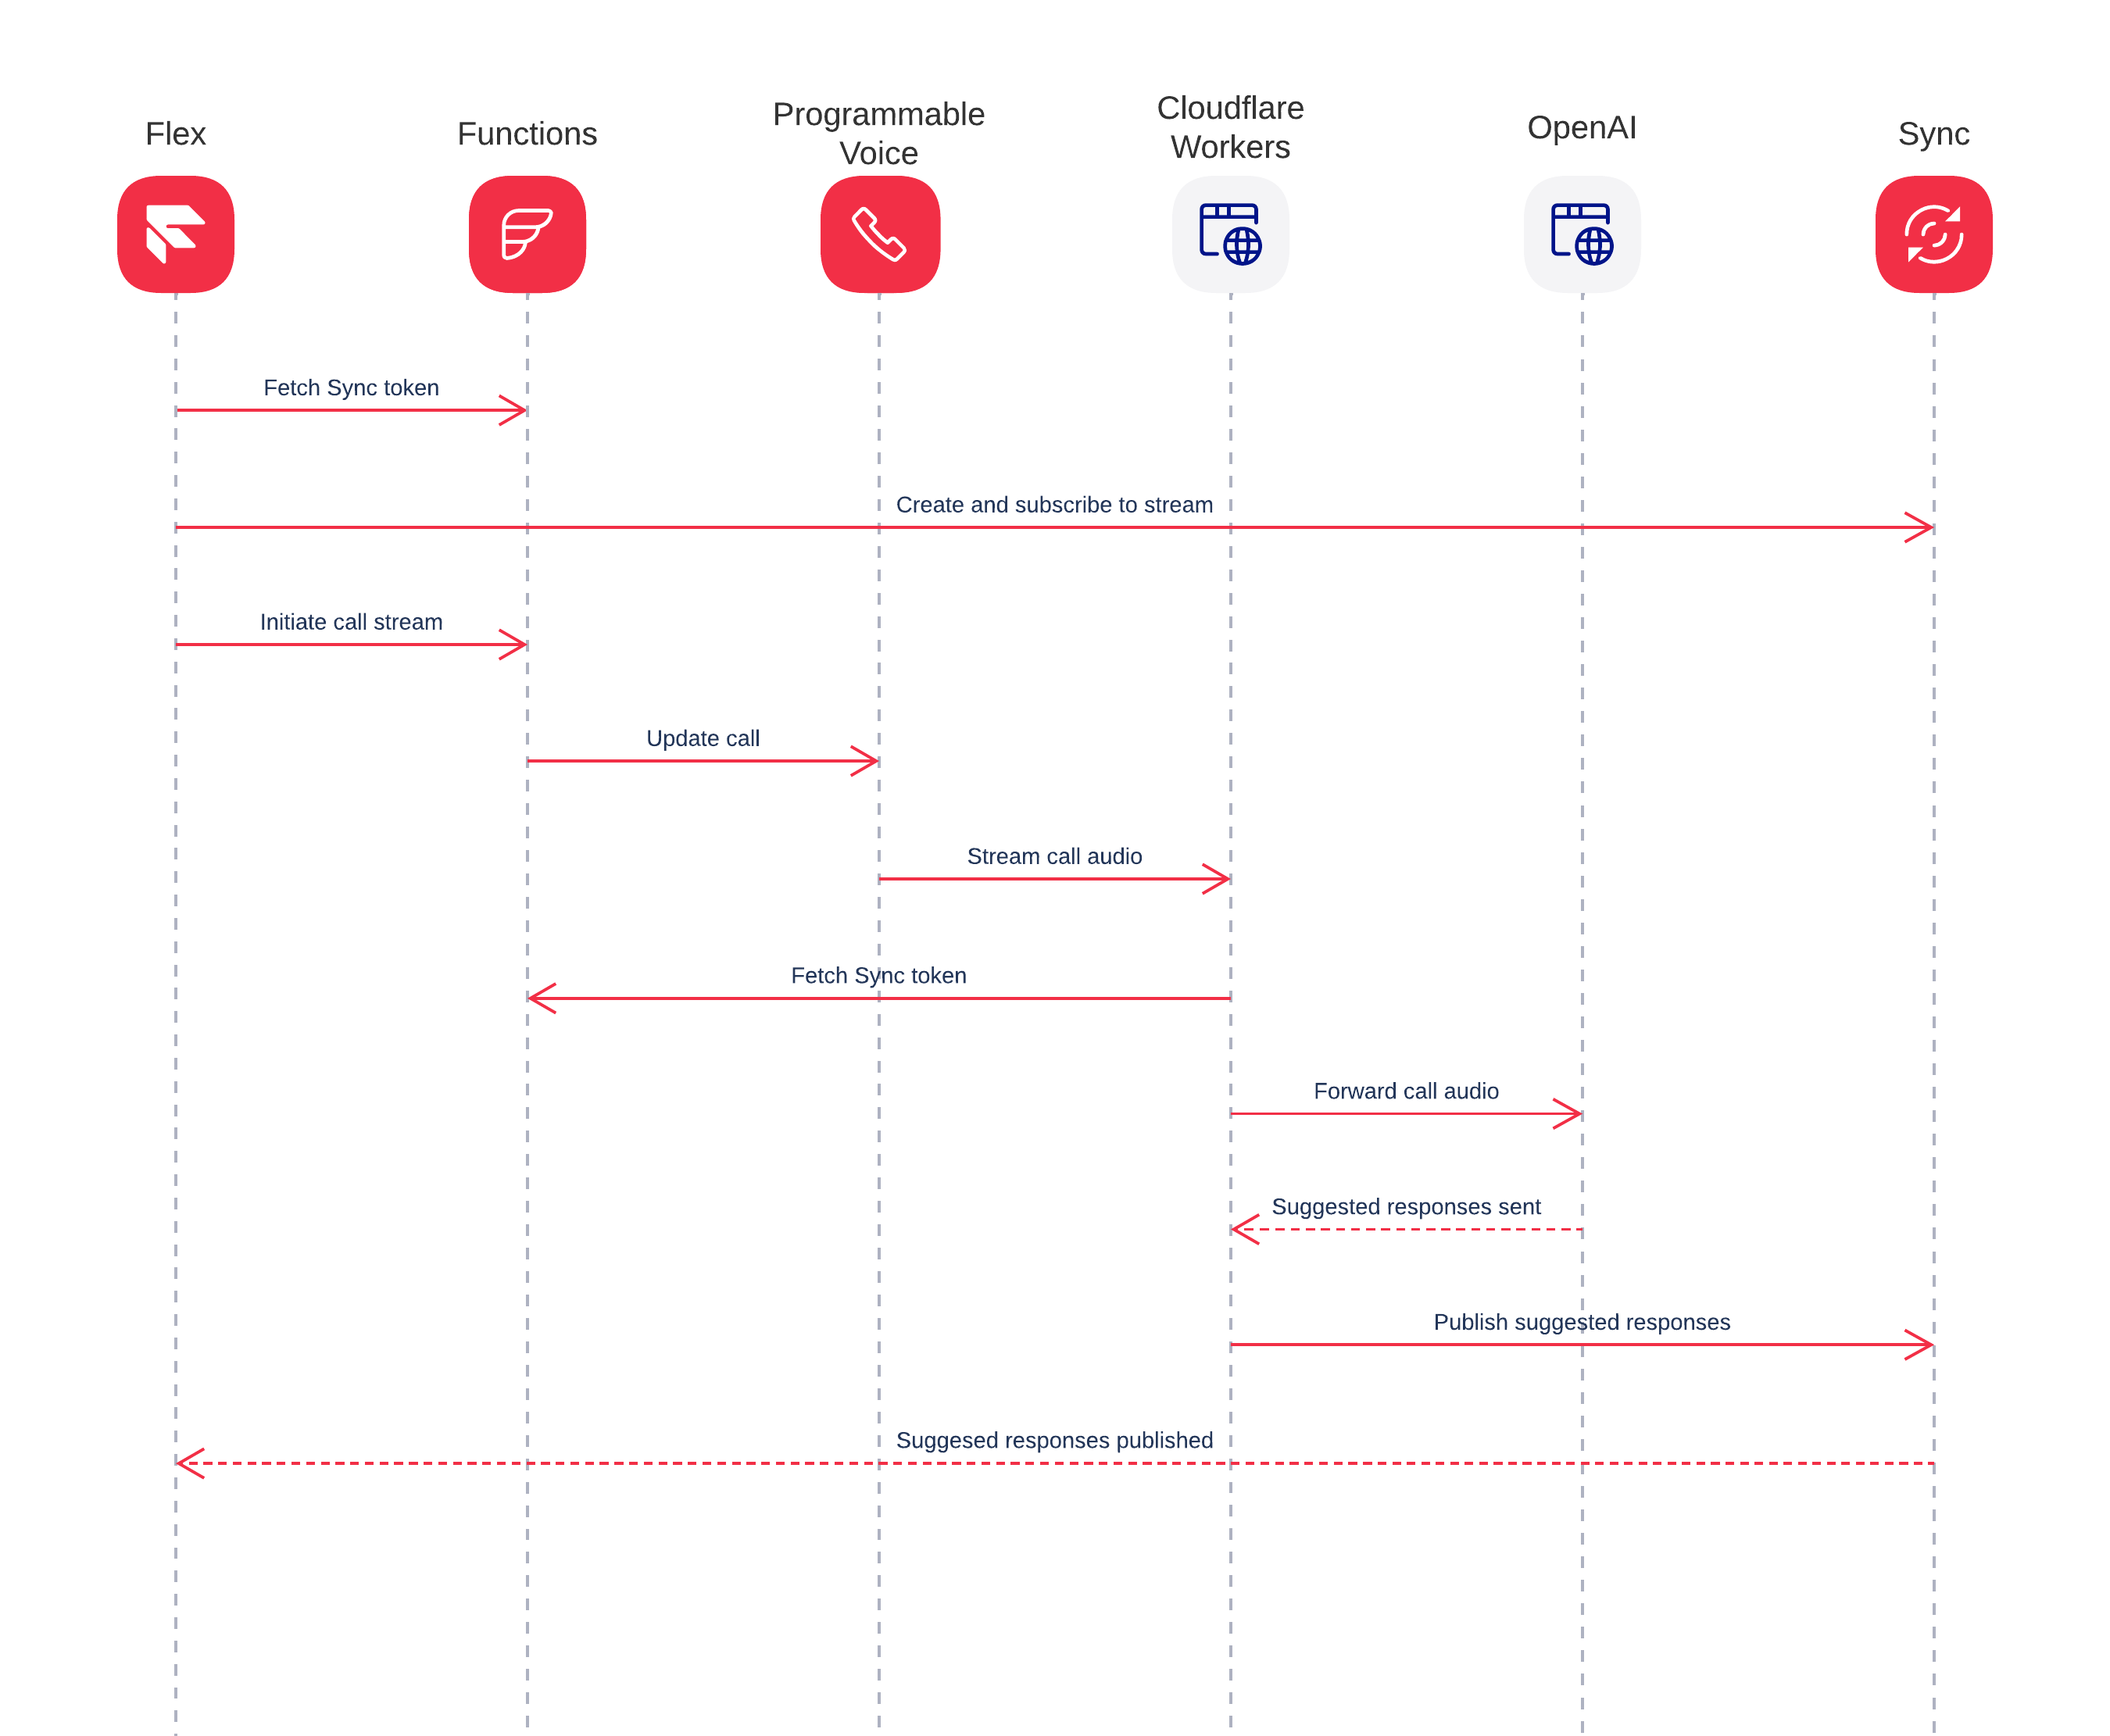 Flex
Functions
Programmable
Voice
Cloudflare
Workers
OpenAI
Sync
Fetch Sync token
Create and subscribe to stream
Initiate call stream
Update call
Stream call audio
Fetch Sync token
Forward call audio
Suggested responses sent
Publish suggested responses
Suggesed responses published